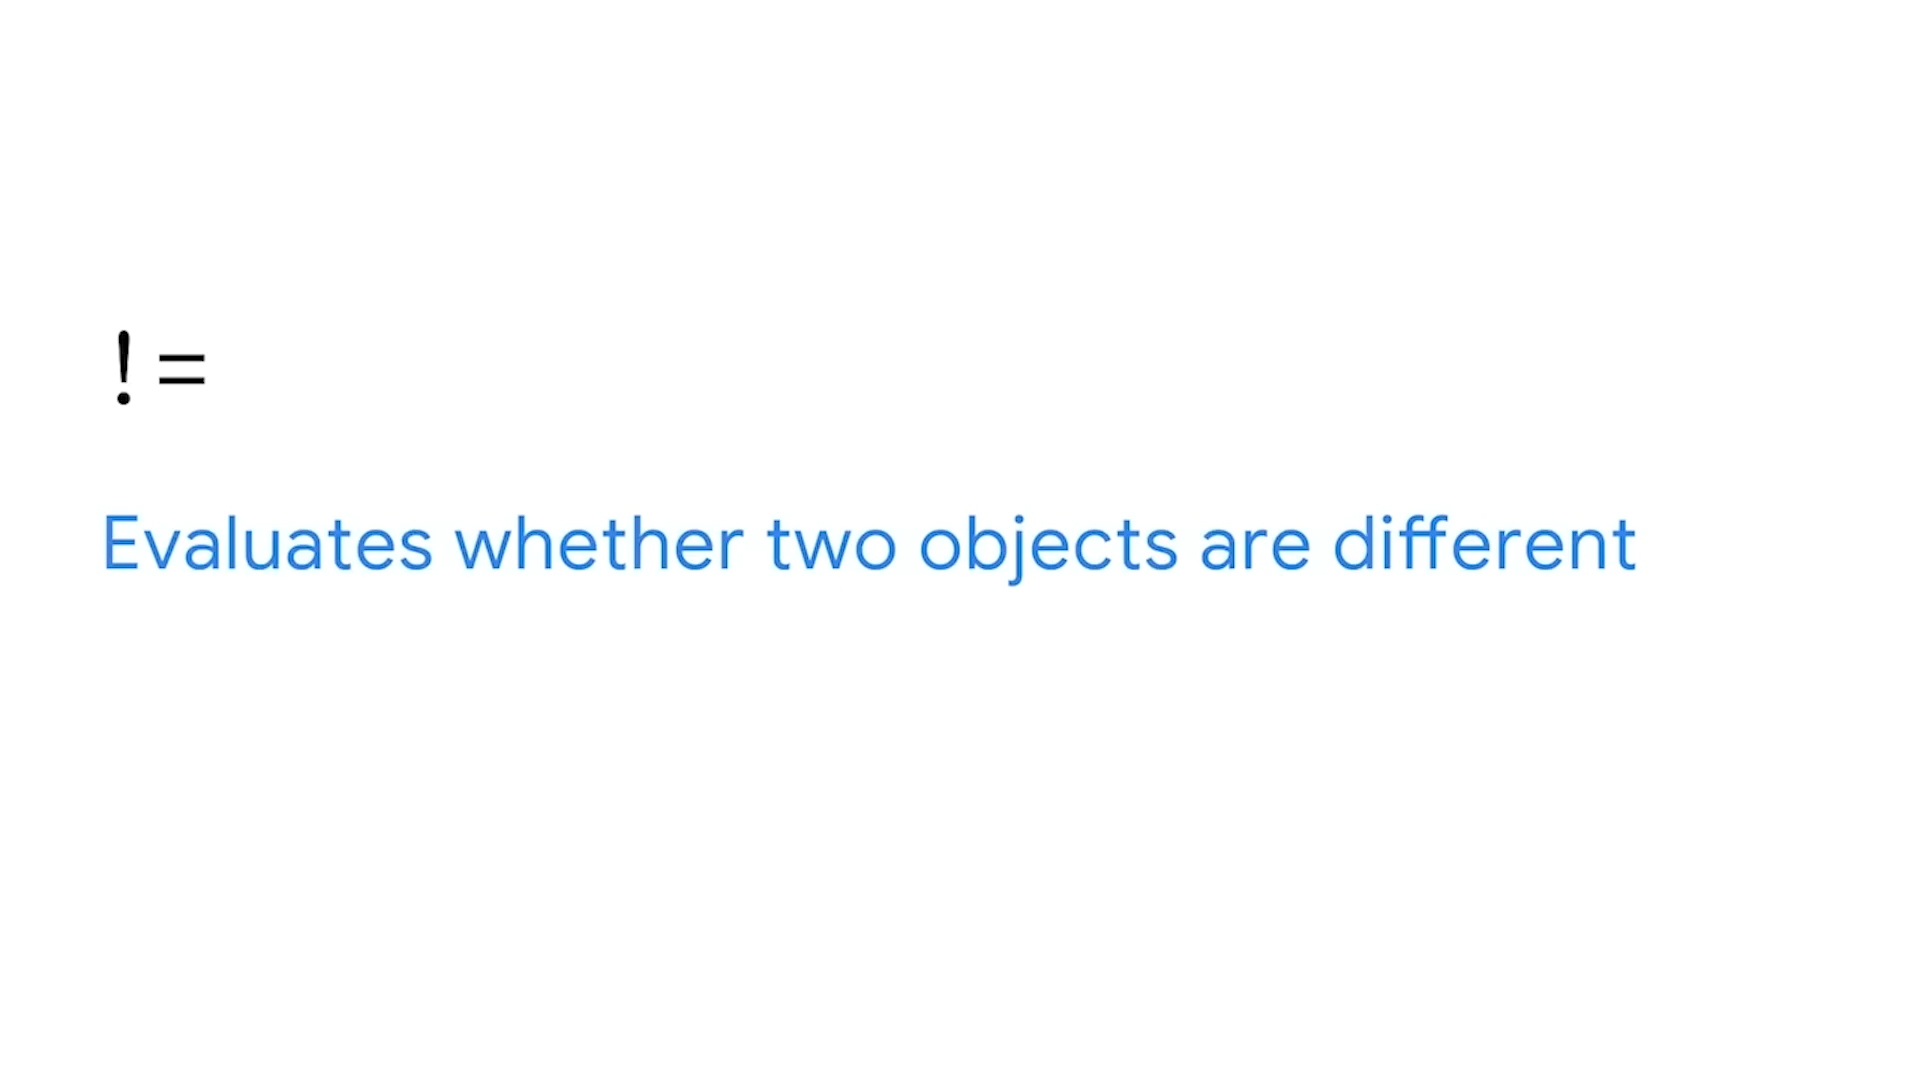 !=
Evaluates whether two objects are different